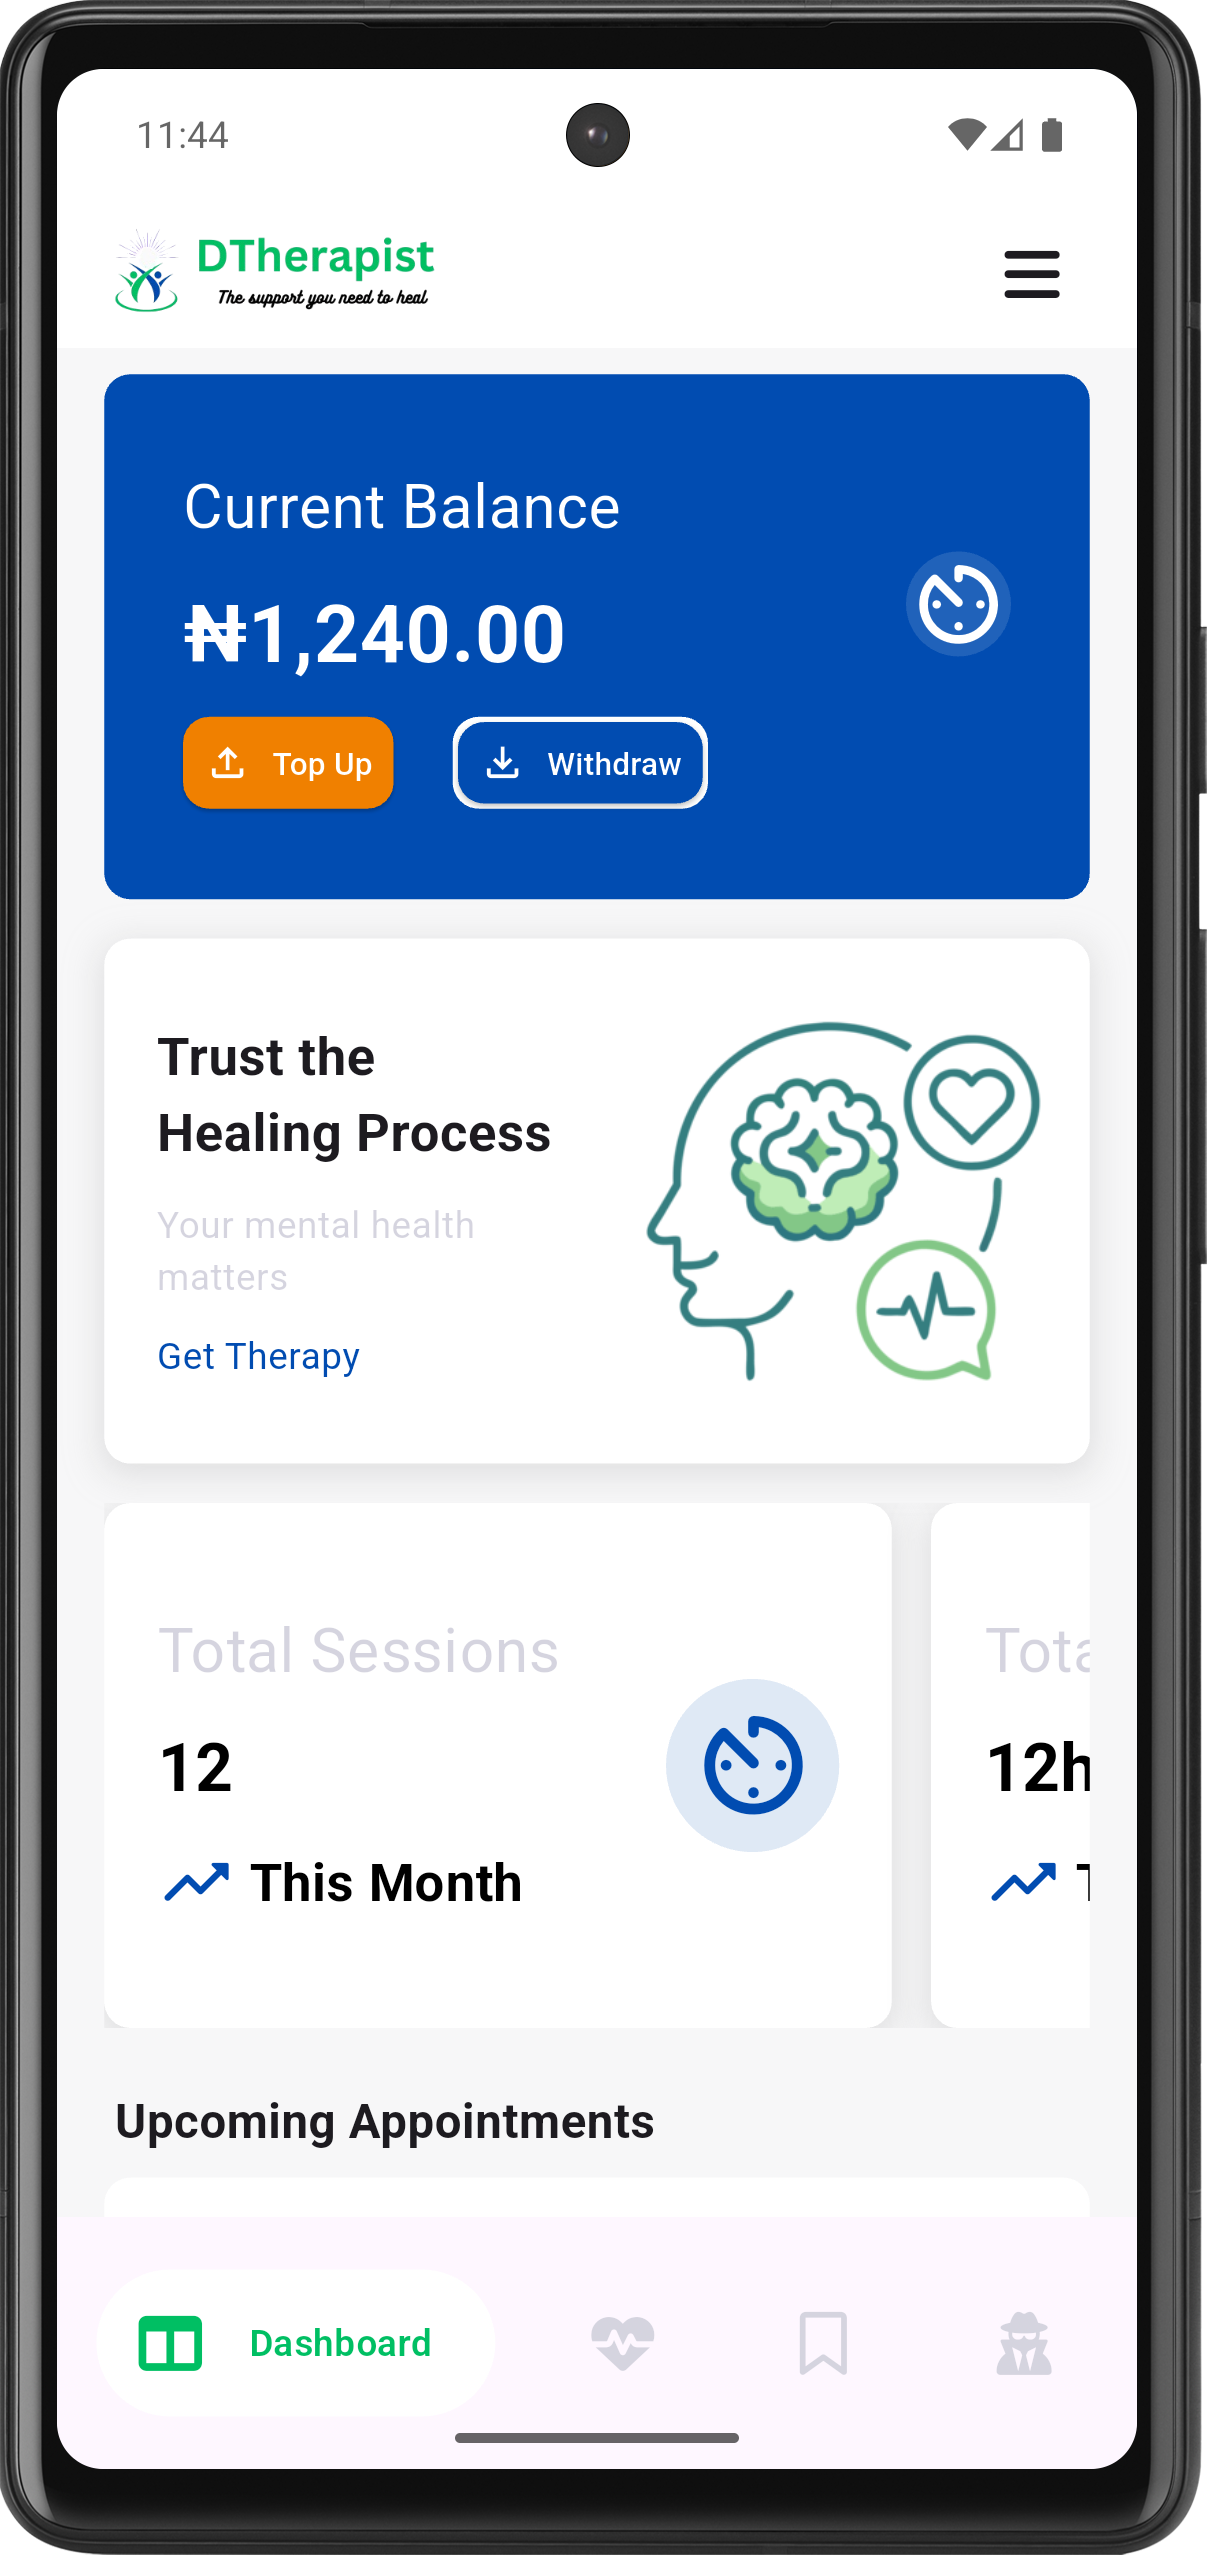 11:44
DTherapist
The support you need to heal
Current Balance
₦1,240.00
Top Up
Withdraw
Trust the
Healing Process
Your mental health
matters
Get Therapy
Total Sessions
12
This Month
Tota
12h
T
Upcoming Appointments
Dashboard